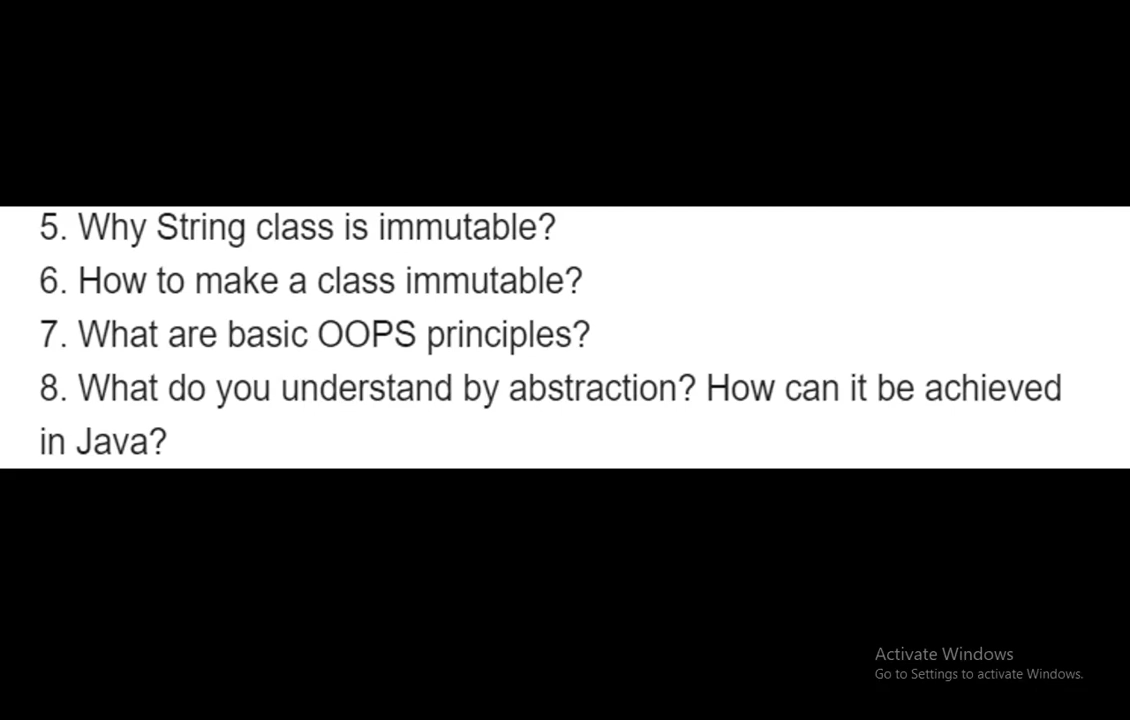 5. Why String class is immutable?
6. How to make a class immutable?
7. What are basic OOPS principles?
8. What do you understand by abstraction? How can it be achieved
in Java?
Activate Windows
Go to Settings to activate Windows.